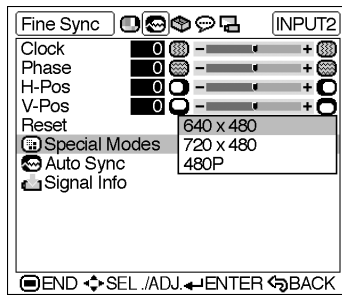 Fine Sync INPUT2
Clock 0 - +
Phase 0 - +
H-Pos 0 - +
V-Pos 0 - +
Reset 640 x 480
Special Modes 720 x 480
Auto Sync 480P
Signal Info
END SEL./ADJ. ENTER BACK